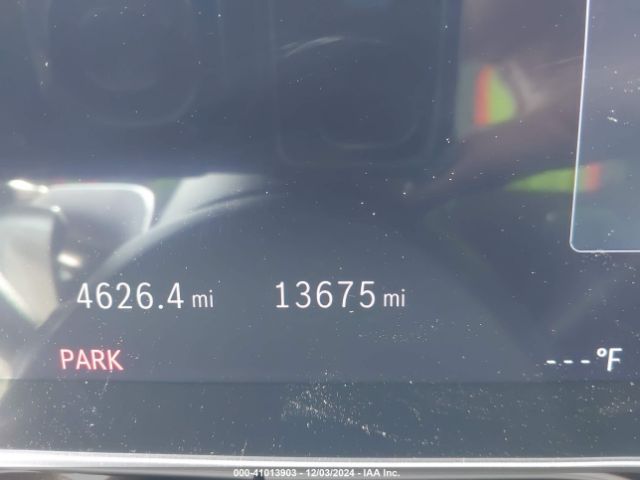 4626.4 mi 13675 mi
PARK ---°F
000-41013903 - 12/03/2024 - IAA Inc.